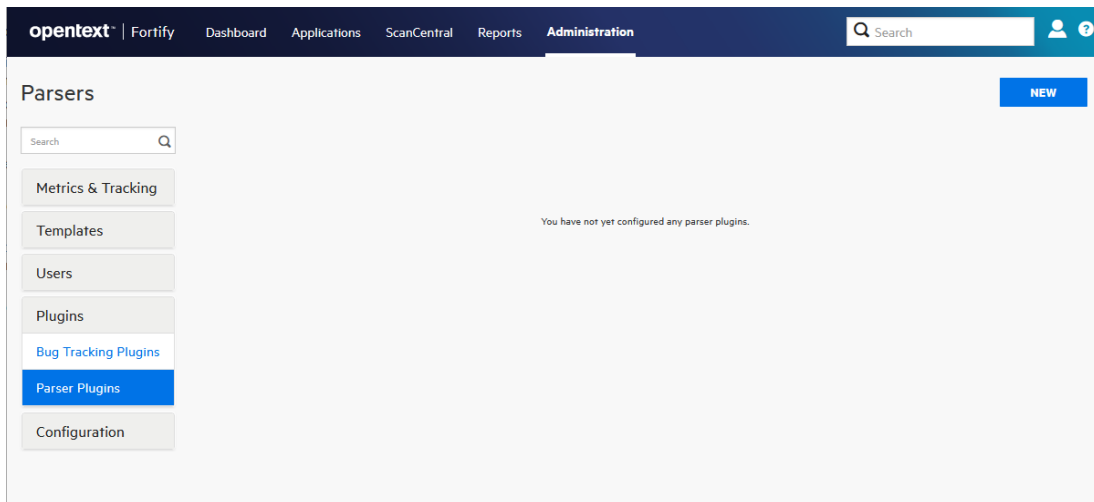 opentext™ | Fortify Dashboard Applications ScanCentral Reports Administration Search
Parsers NEW
Search
Metrics & Tracking
You have not yet configured any parser plugins.
Templates
Users
Plugins
Bug Tracking Plugins
Parser Plugins
Configuration